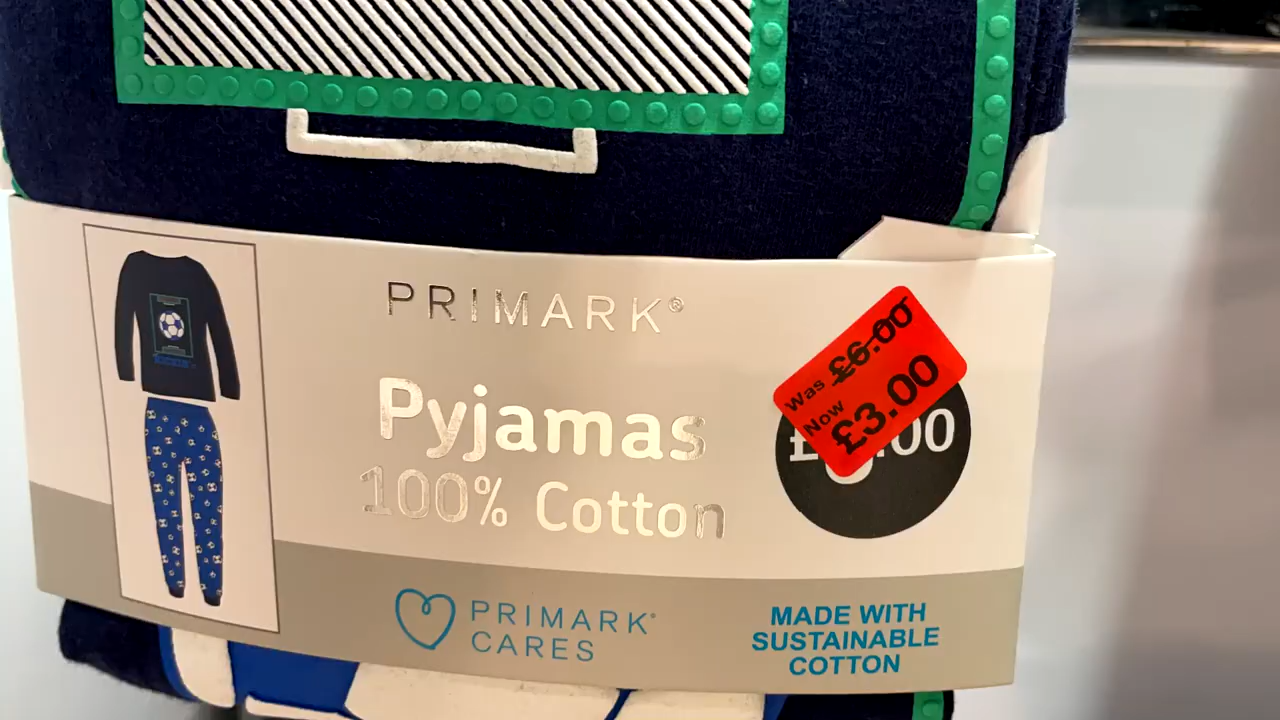 PRIMARK®
Pyjamas
100% Cotton
Was £6.00
Now £3.00
PRIMARK®
CARES
MADE WITH
SUSTAINABLE
COTTON